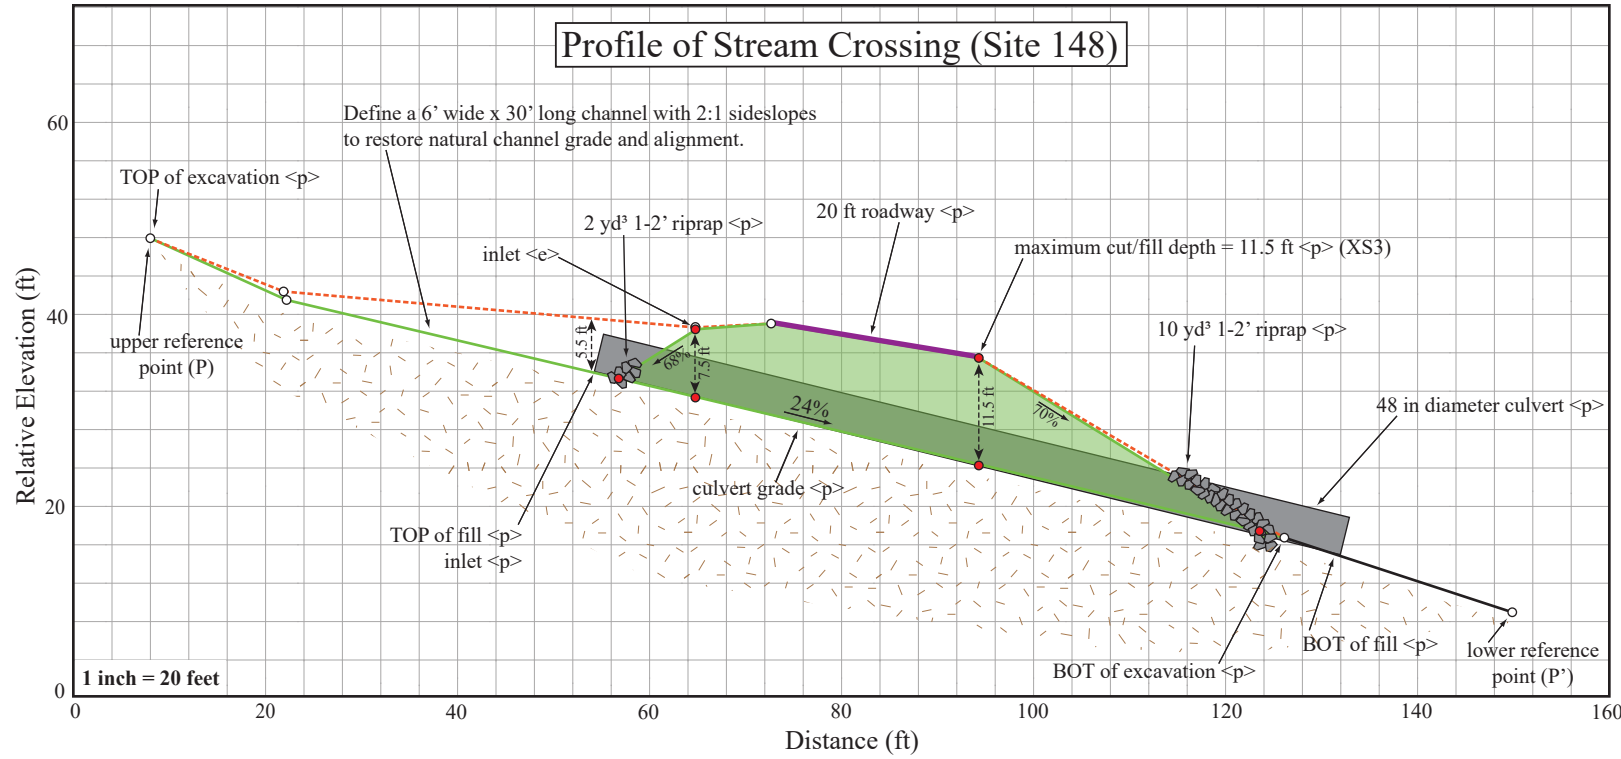 Profile of Stream Crossing (Site 148)
Define a 6’ wide x 30’ long channel with 2:1 sideslopes
to restore natural channel grade and alignment.
TOP of excavation <p>
2 yd³ 1-2’ riprap <p>
20 ft roadway <p>
inlet <e>
maximum cut/fill depth = 11.5 ft <p> (XS3)
upper reference
point (P)
10 yd³ 1-2’ riprap <p>
5.5 ft
68%
7.5 ft
24%
11.5 ft
70%
48 in diameter culvert <p>
culvert grade <p>
TOP of fill <p>
inlet <p>
BOT of fill <p>
BOT of excavation <p>
lower reference
point (P’)
1 inch = 20 feet
Relative Elevation (ft)
60
40
20
0
0 20 40 60 80 100 120 140 160
Distance (ft)